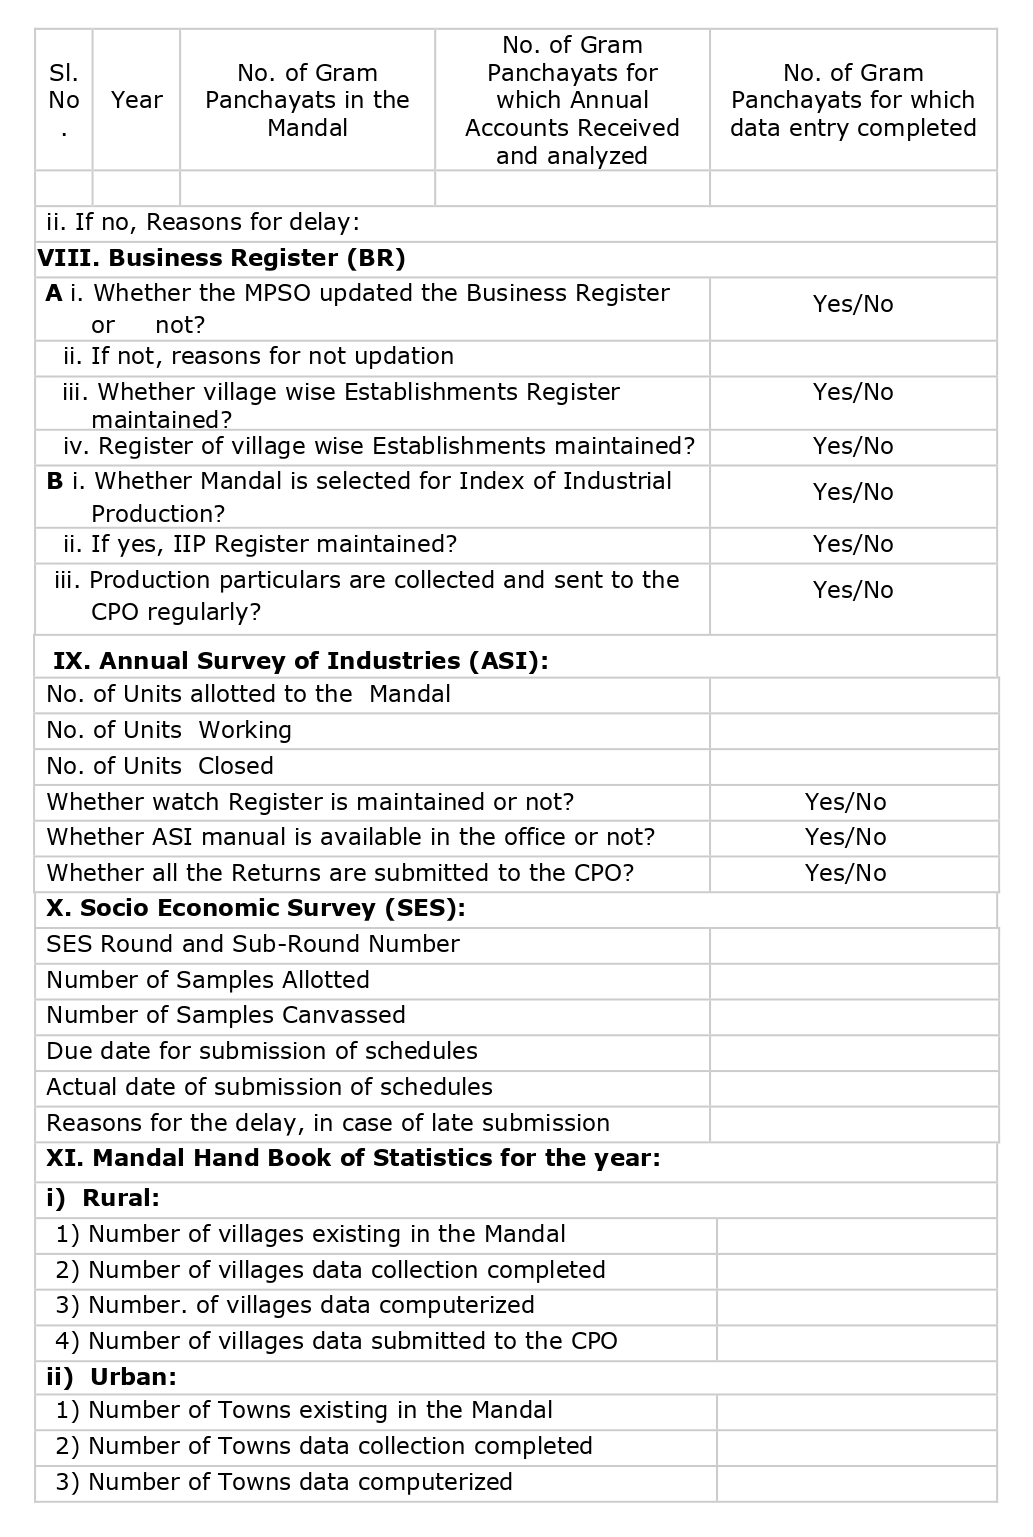 Sl.
No
.
Year
No. of Gram
Panchayats in the
Mandal
No. of Gram
Panchayats for
which Annual
Accounts Received
and analyzed
No. of Gram
Panchayats for which
data entry completed
ii. If no, Reasons for delay:
VIII. Business Register (BR)
A i. Whether the MPSO updated the Business Register
or not?
Yes/No
ii. If not, reasons for not updation
iii. Whether village wise Establishments Register
maintained?
Yes/No
iv. Register of village wise Establishments maintained? Yes/No
B i. Whether Mandal is selected for Index of Industrial
Production?
Yes/No
ii. If yes, IIP Register maintained? Yes/No
iii. Production particulars are collected and sent to the
CPO regularly?
Yes/No
IX. Annual Survey of Industries (ASI):
No. of Units allotted to the Mandal
No. of Units Working
No. of Units Closed
Whether watch Register is maintained or not? Yes/No
Whether ASI manual is available in the office or not? Yes/No
Whether all the Returns are submitted to the CPO? Yes/No
X. Socio Economic Survey (SES):
SES Round and Sub-Round Number
Number of Samples Allotted
Number of Samples Canvassed
Due date for submission of schedules
Actual date of submission of schedules
Reasons for the delay, in case of late submission
XI. Mandal Hand Book of Statistics for the year:
i) Rural:
1) Number of villages existing in the Mandal
2) Number of villages data collection completed
3) Number. of villages data computerized
4) Number of villages data submitted to the CPO
ii) Urban:
1) Number of Towns existing in the Mandal
2) Number of Towns data collection completed
3) Number of Towns data computerized